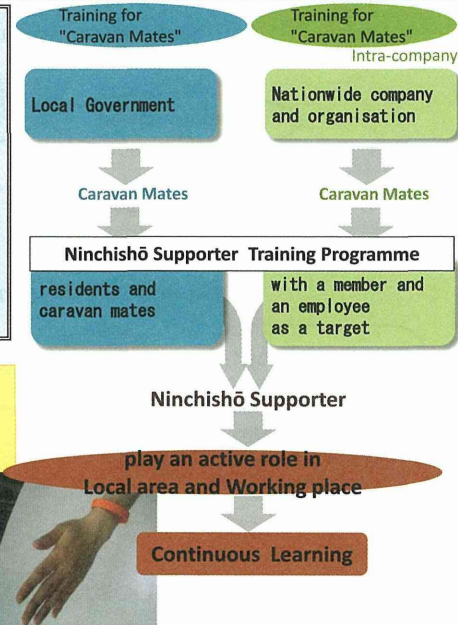 Training for
"Caravan Mates"
Training for
"Caravan Mates"
Intra-company
Local Government
Nationwide company
and organisation
Caravan Mates
Caravan Mates
Ninchishō Supporter Training Programme
residents and
caravan mates
with a member and
an employee
as a target
Ninchishō Supporter
play an active role in
Local area and Working place
Continuous Learning